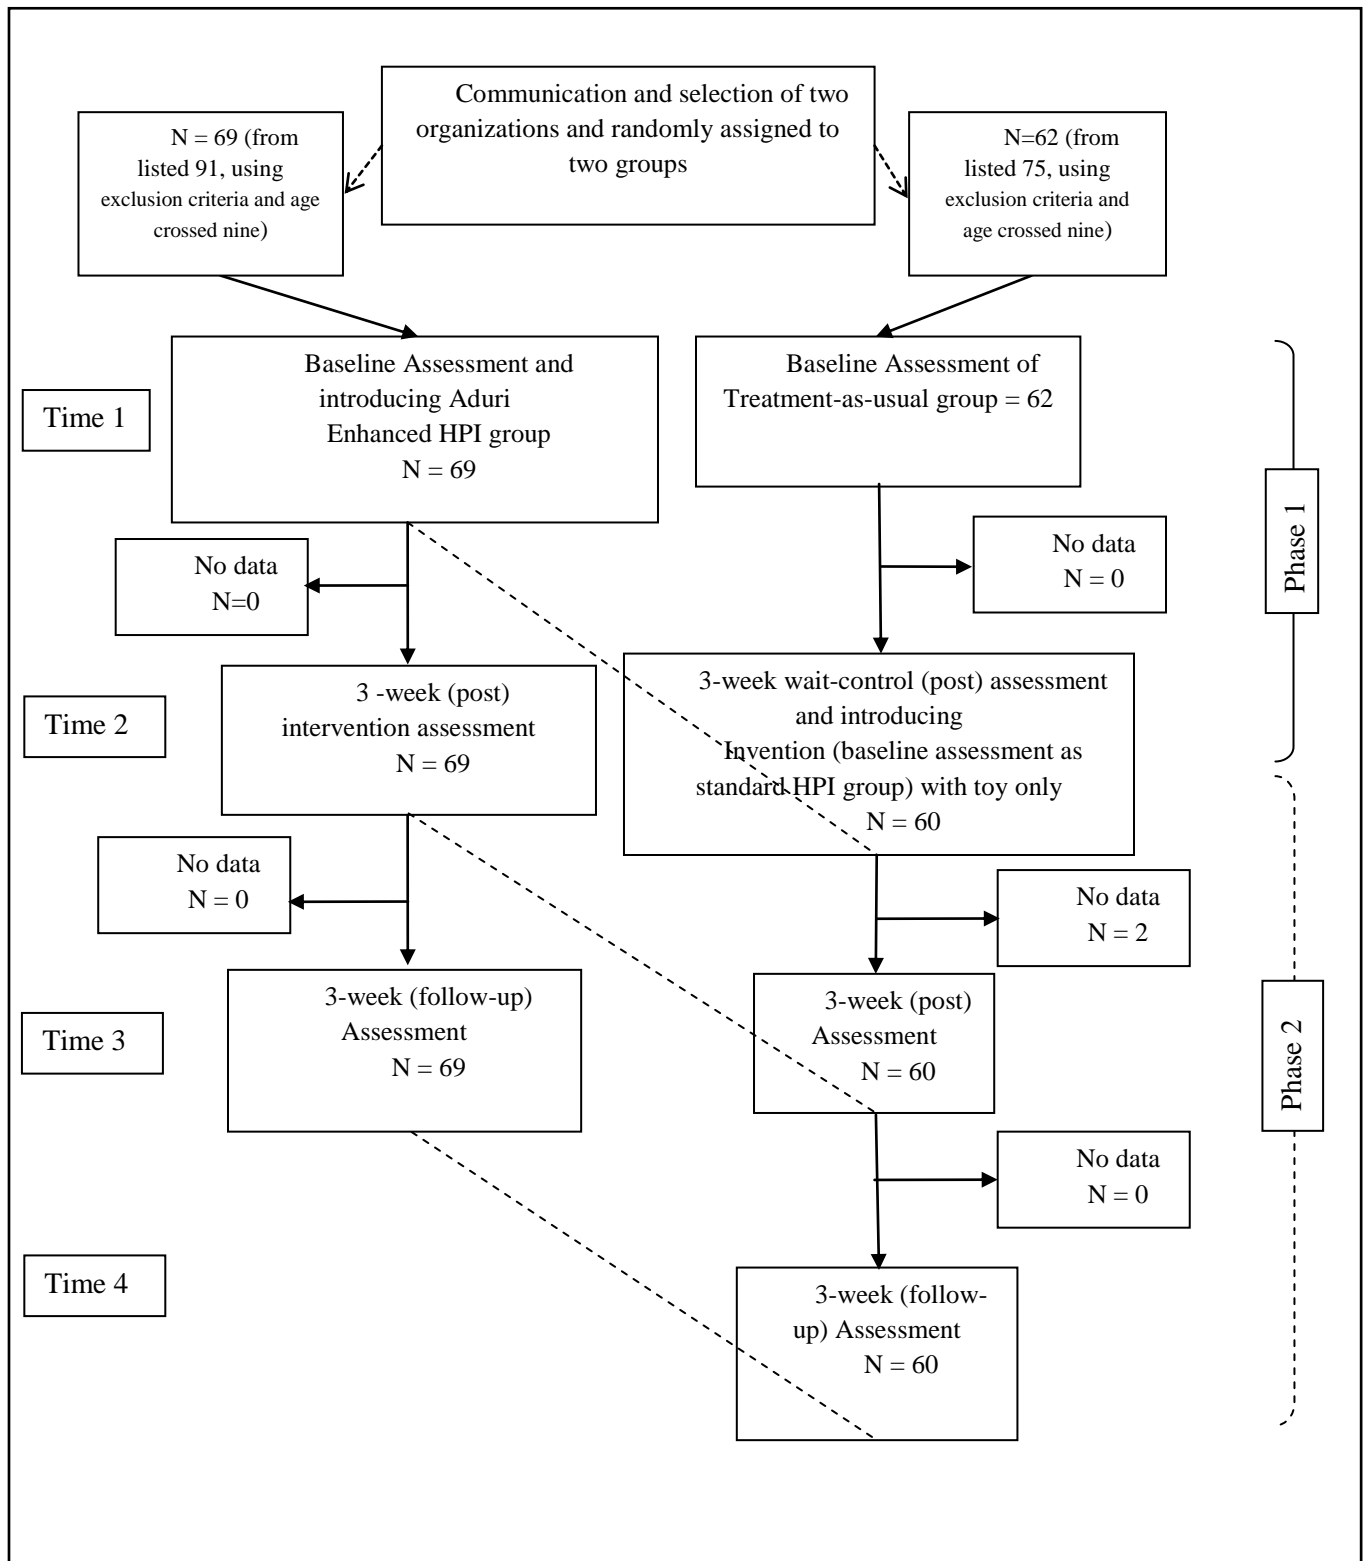 Communication and selection of two
organizations and randomly assigned to
two groups
N = 69 (from
listed 91, using
exclusion criteria and age
crossed nine)
N=62 (from
listed 75, using
exclusion criteria and
age crossed nine)
Time 1
Baseline Assessment and
introducing Aduri
Enhanced HPI group
N = 69
Baseline Assessment of
Treatment-as-usual group = 62
Phase 1
No data
N=0
No data
N = 0
Time 2
3 -week (post)
intervention assessment
N = 69
3-week wait-control (post) assessment
and introducing
Invention (baseline assessment as
standard HPI group) with toy only
N = 60
No data
N = 0
No data
N = 2
Time 3
3-week (follow-up)
Assessment
N = 69
3-week (post)
Assessment
N = 60
Phase 2
No data
N = 0
Time 4
3-week (follow-
up) Assessment
N = 60